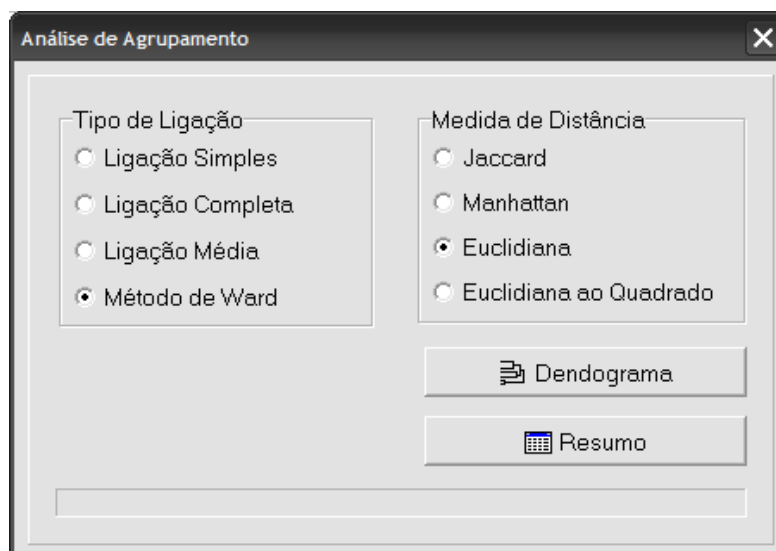 Análise de Agrupamento
Tipo de Ligação
Ligação Simples
Ligação Completa
Ligação Média
Método de Ward
Medida de Distância
Jaccard
Manhattan
Euclidiana
Euclidiana ao Quadrado
Dendograma
Resumo